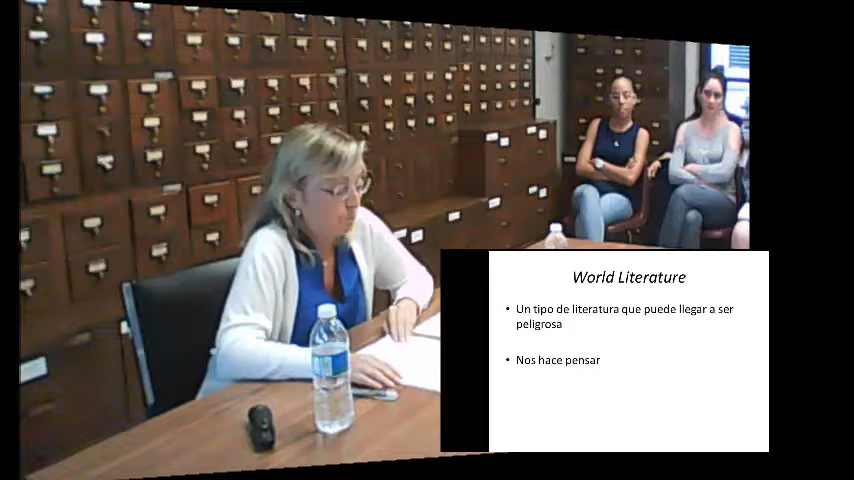 World Literature
• Un tipo de literatura que puede llegar a ser
peligrosa
• Nos hace pensar